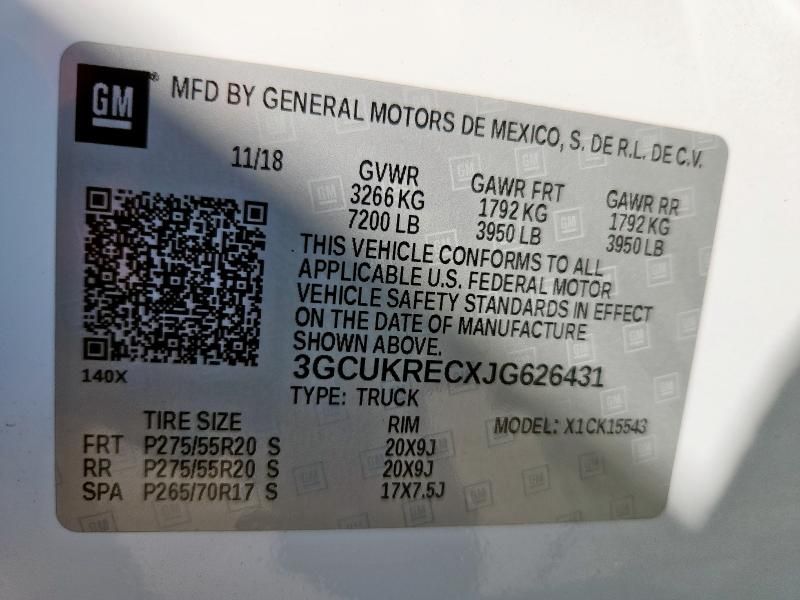 GM
MFD BY GENERAL MOTORS DE MEXICO, S. DE R.L. DE C.V.
11/18
GVWR GAWR FRT GAWR RR
3266 KG 1792 KG 1792 KG
7200 LB 3950 LB 3950 LB
THIS VEHICLE CONFORMS TO ALL
APPLICABLE U.S. FEDERAL MOTOR
VEHICLE SAFETY STANDARDS IN EFFECT
ON THE DATE OF MANUFACTURE
SHOWN ABOVE.
3GCUKRECXJG626431
140X
TYPE: TRUCK
TIRE SIZE RIM MODEL: X1CK15543
FRT P275/55R20 S 20X9J
RR P275/55R20 S 20X9J
SPA P265/70R17 S 17X7.5J